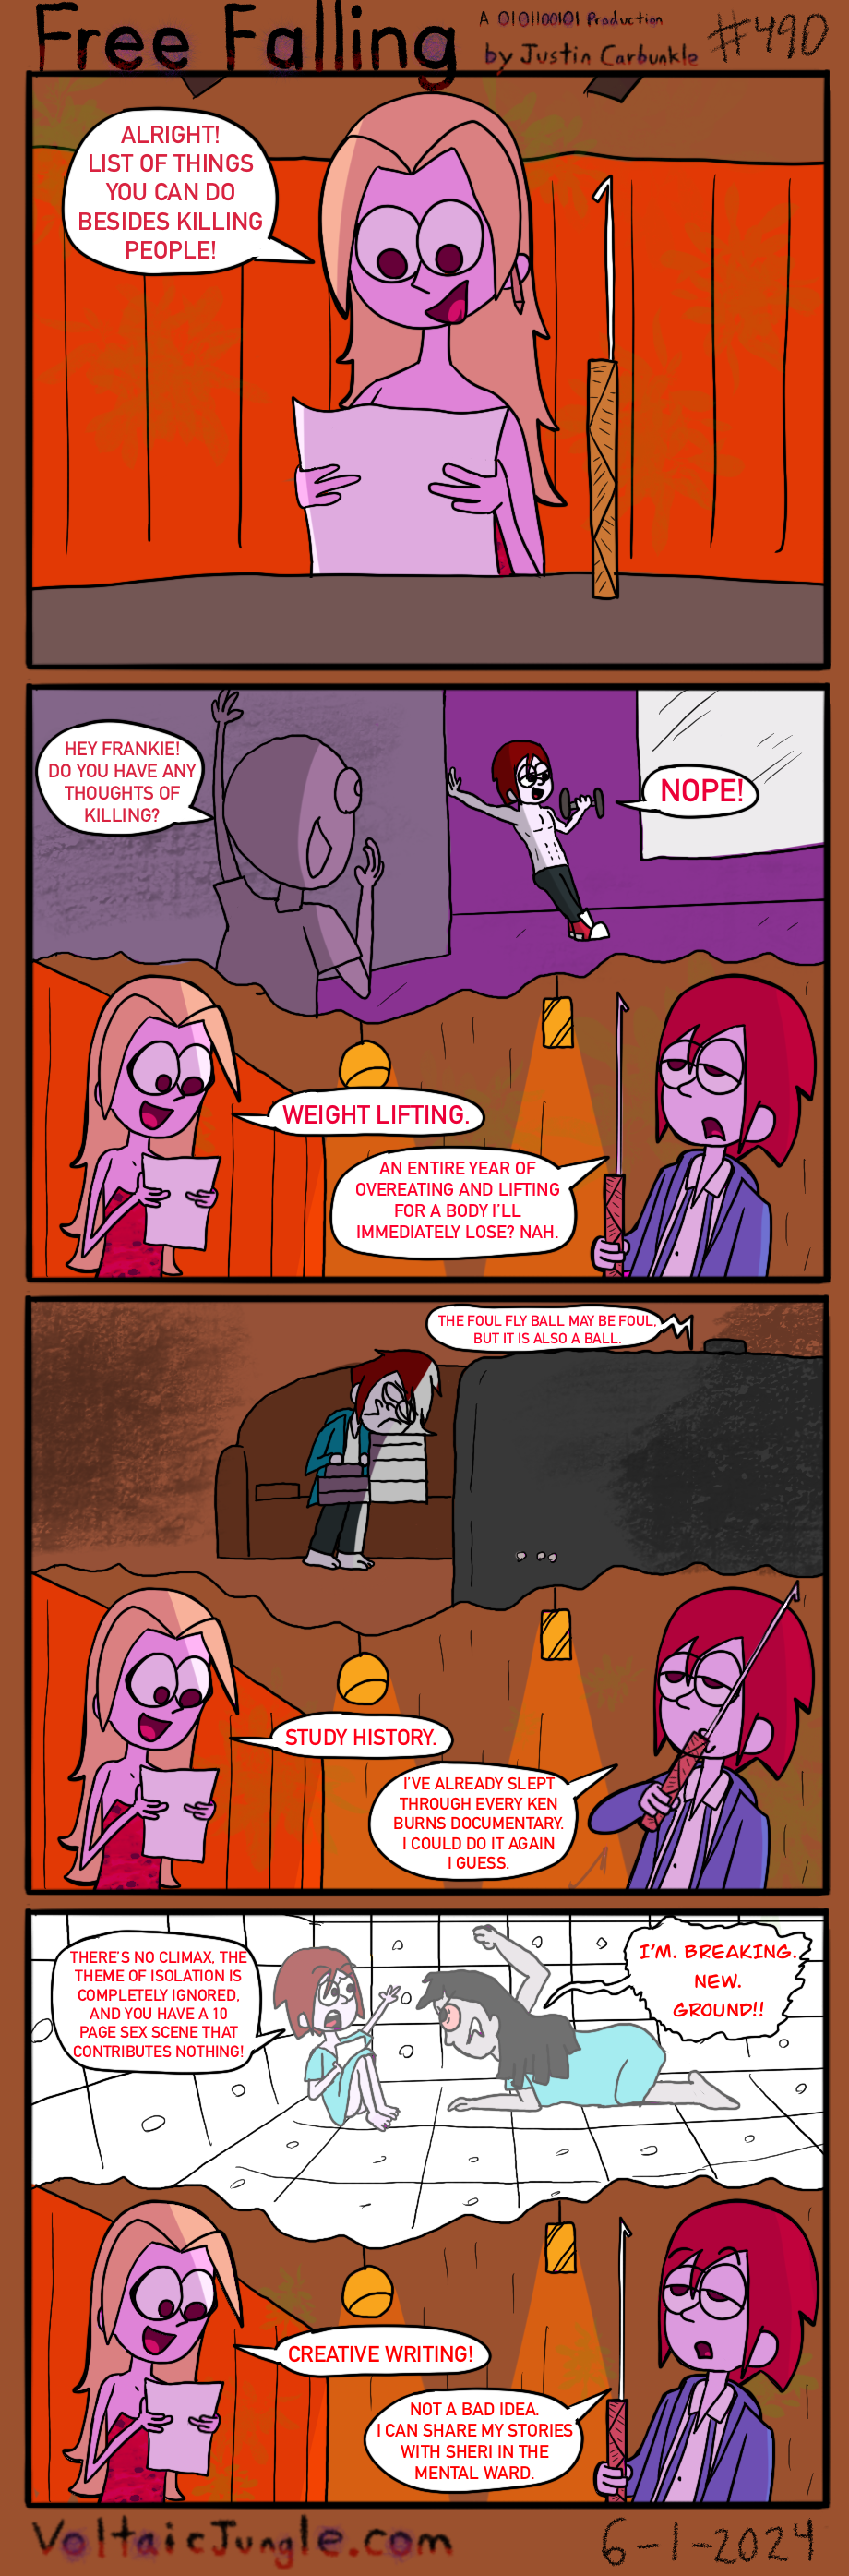 Free Falling
A 0101100101 Production
by Justin Carbunkle
#490
ALRIGHT!
LIST OF THINGS
YOU CAN DO
BESIDES KILLING
PEOPLE!
HEY FRANKIE!
DO YOU HAVE ANY
THOUGHTS OF
KILLING?
NOPE!
WEIGHT LIFTING.
AN ENTIRE YEAR OF
OVEREATING AND LIFTING
FOR A BODY I'LL
IMMEDIATELY LOSE? NAH.
THE FOUL FLY BALL MAY BE FOUL,
BUT IT IS ALSO A BALL.
STUDY HISTORY.
I'VE ALREADY SLEPT
THROUGH EVERY KEN
BURNS DOCUMENTARY.
I COULD DO IT AGAIN
I GUESS.
THERE'S NO CLIMAX, THE
THEME OF ISOLATION IS
COMPLETELY IGNORED,
AND YOU HAVE A 10
PAGE SEX SCENE THAT
CONTRIBUTES NOTHING!
I'M. BREAKING.
NEW.
GROUND!!
CREATIVE WRITING!
NOT A BAD IDEA.
I CAN SHARE MY STORIES
WITH SHERI IN THE
MENTAL WARD.
VoltaicJungle.com
6-1-2024